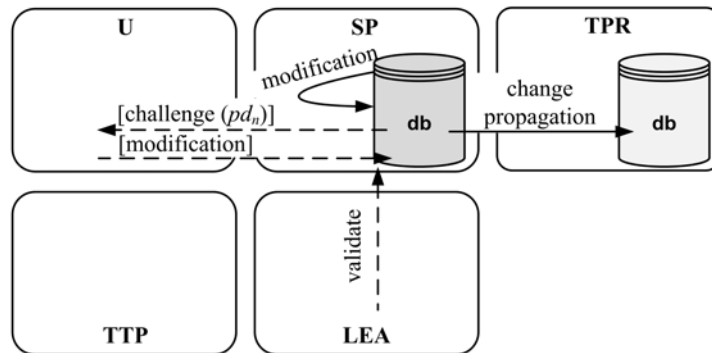 U
SP
TPR
modification
[challenge (pdₙ)]
[modification]
db
change
propagation
db
validate
TTP
LEA